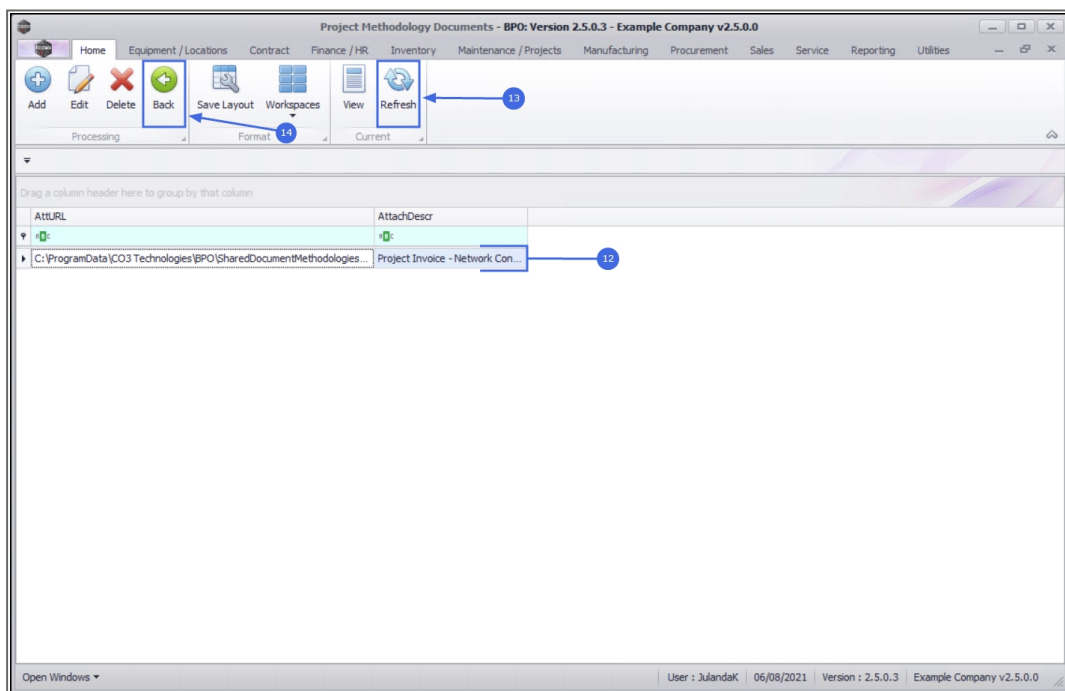 Project Methodology Documents - BPO: Version 2.5.0.3 - Example Company v2.5.0.0
Home Equipment / Locations Contract Finance / HR Inventory Maintenance / Projects Manufacturing Procurement Sales Service Reporting Utilities
Add Edit Delete Back Save Layout Workspaces View Refresh
13
14
Processing Format Current
Drag a column header here to group by that column
AttURL AttachDescr
C:\ProgramData\CO3 Technologies\BPO\SharedDocumentMethodologies... Project Invoice - Network Con...
12
Open Windows User : JulandaK 06/08/2021 Version : 2.5.0.3 Example Company v2.5.0.0